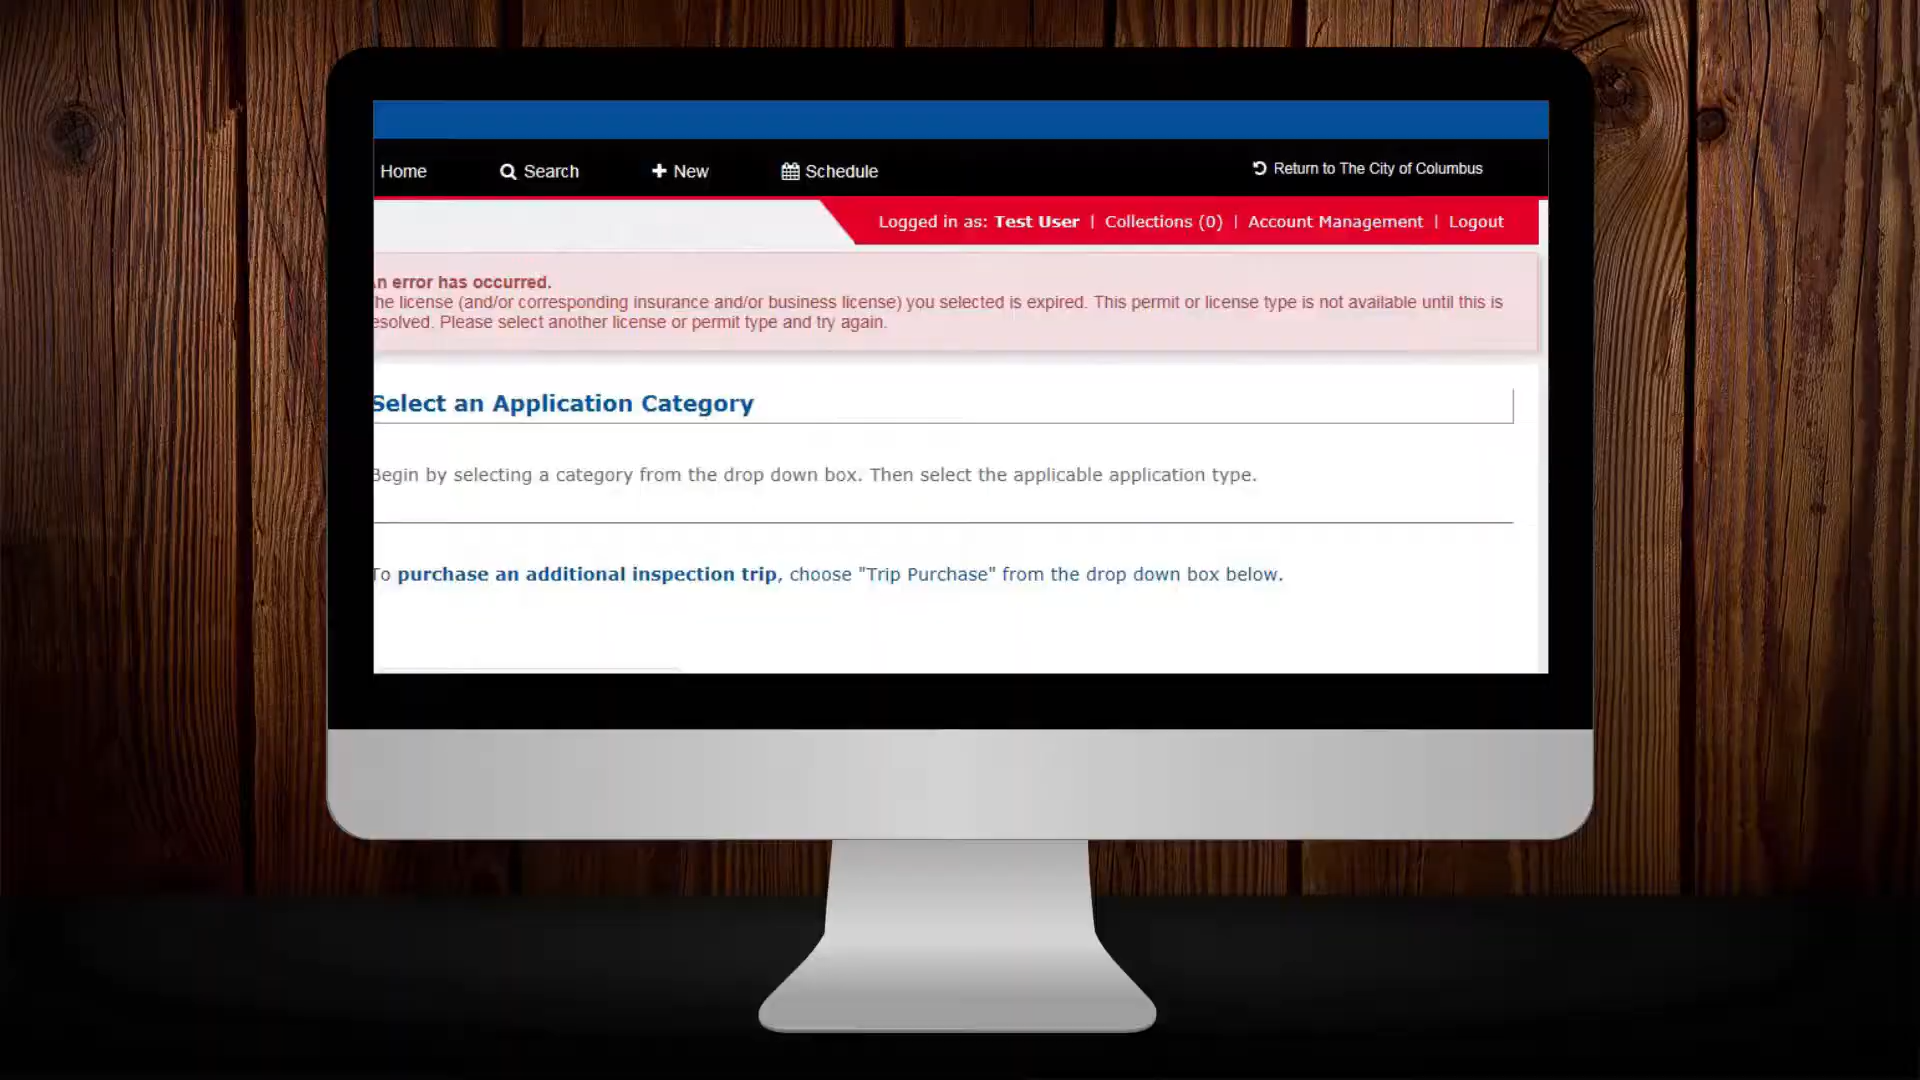 Home Search New Schedule Return to The City of Columbus
Logged in as: Test User | Collections (0) | Account Management | Logout
n error has occurred.
he license (and/or corresponding insurance and/or business license) you selected is expired. This permit or license type is not available until this is
esolved. Please select another license or permit type and try again.
Select an Application Category
Begin by selecting a category from the drop down box. Then select the applicable application type.
To purchase an additional inspection trip, choose "Trip Purchase" from the drop down box below.